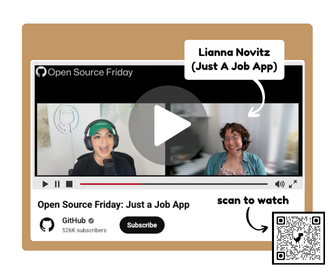 Lianna Novitz
(Just A Job App)
Open Source Friday
scan to watch
Open Source Friday: Just a Job App
GitHub
526K subscribers
Subscribe